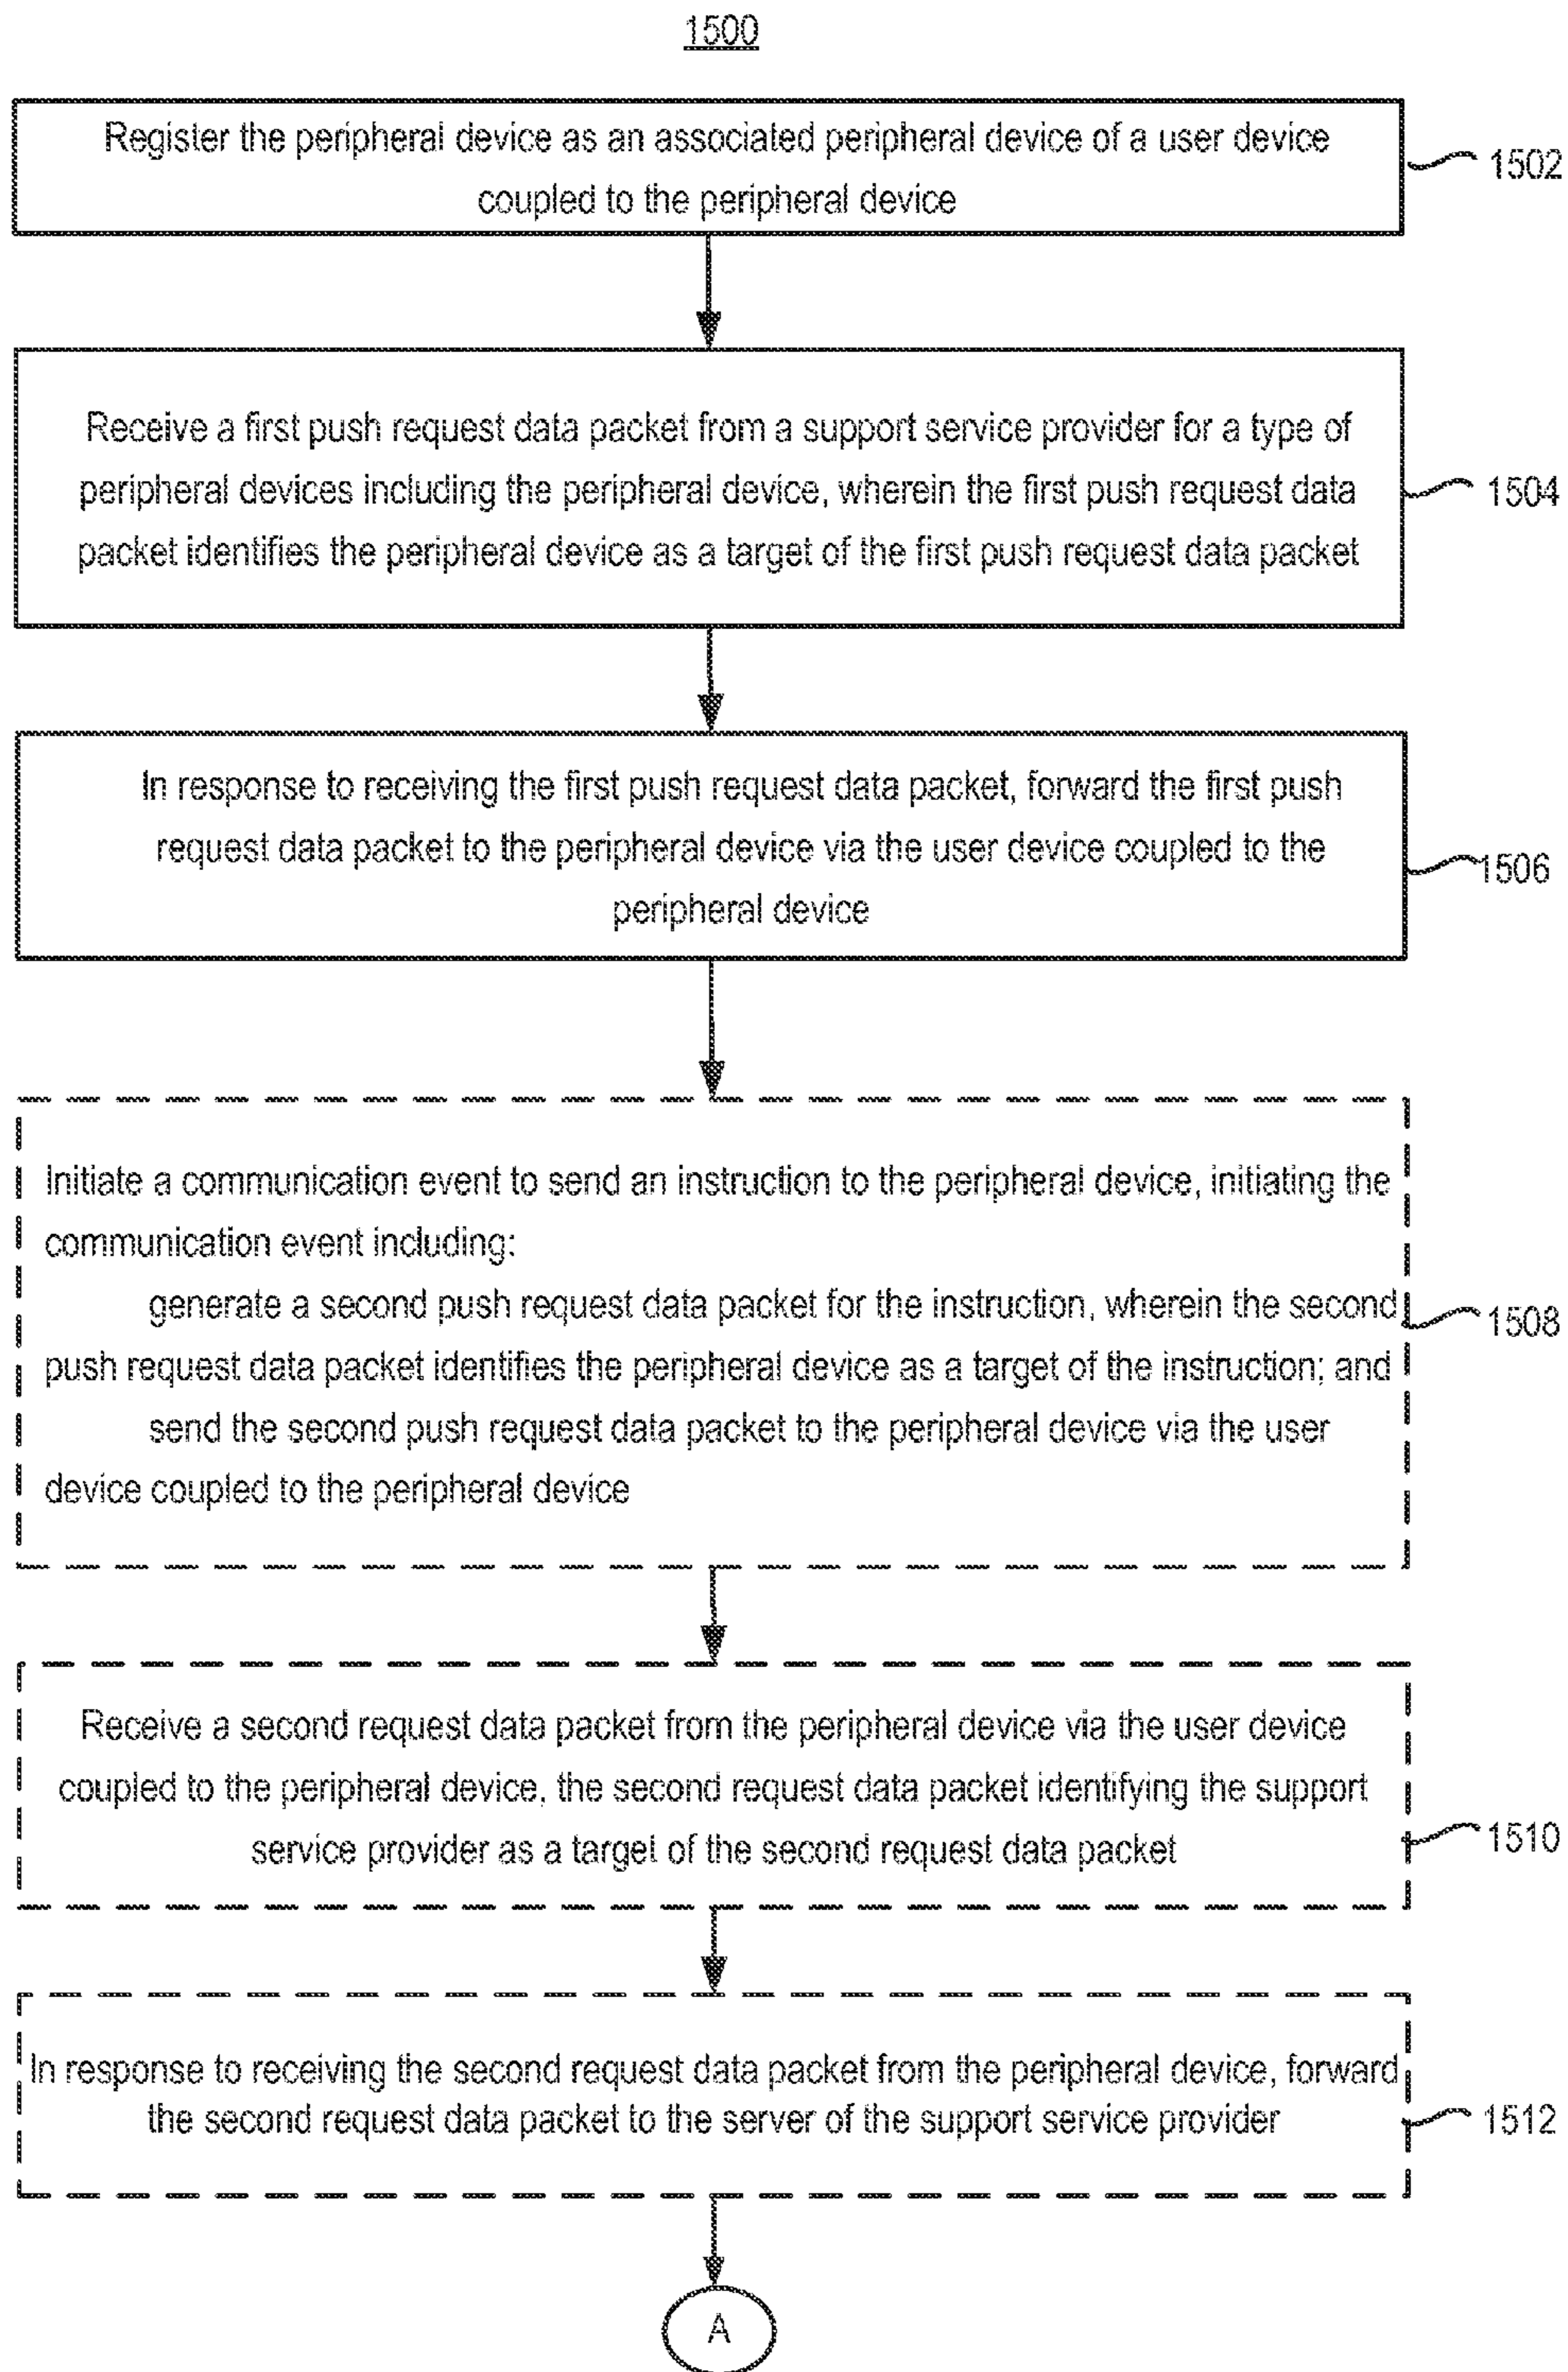 1500
Register the peripheral device as an associated peripheral device of a user device
coupled to the peripheral device
1502
Receive a first push request data packet from a support service provider for a type of
peripheral devices including the peripheral device, wherein the first push request data
packet identifies the peripheral device as a target of the first push request data packet
1504
In response to receiving the first push request data packet, forward the first push
request data packet to the peripheral device via the user device coupled to the
peripheral device
1506
Initiate a communication event to send an instruction to the peripheral device, initiating the
communication event including:
generate a second push request data packet for the instruction, wherein the second
push request data packet identifies the peripheral device as a target of the instruction; and
send the second push request data packet to the peripheral device via the user
device coupled to the peripheral device
1508
Receive a second request data packet from the peripheral device via the user device
coupled to the peripheral device, the second request data packet identifying the support
service provider as a target of the second request data packet
1510
In response to receiving the second request data packet from the peripheral device, forward
the second request data packet to the server of the support service provider
1512
A